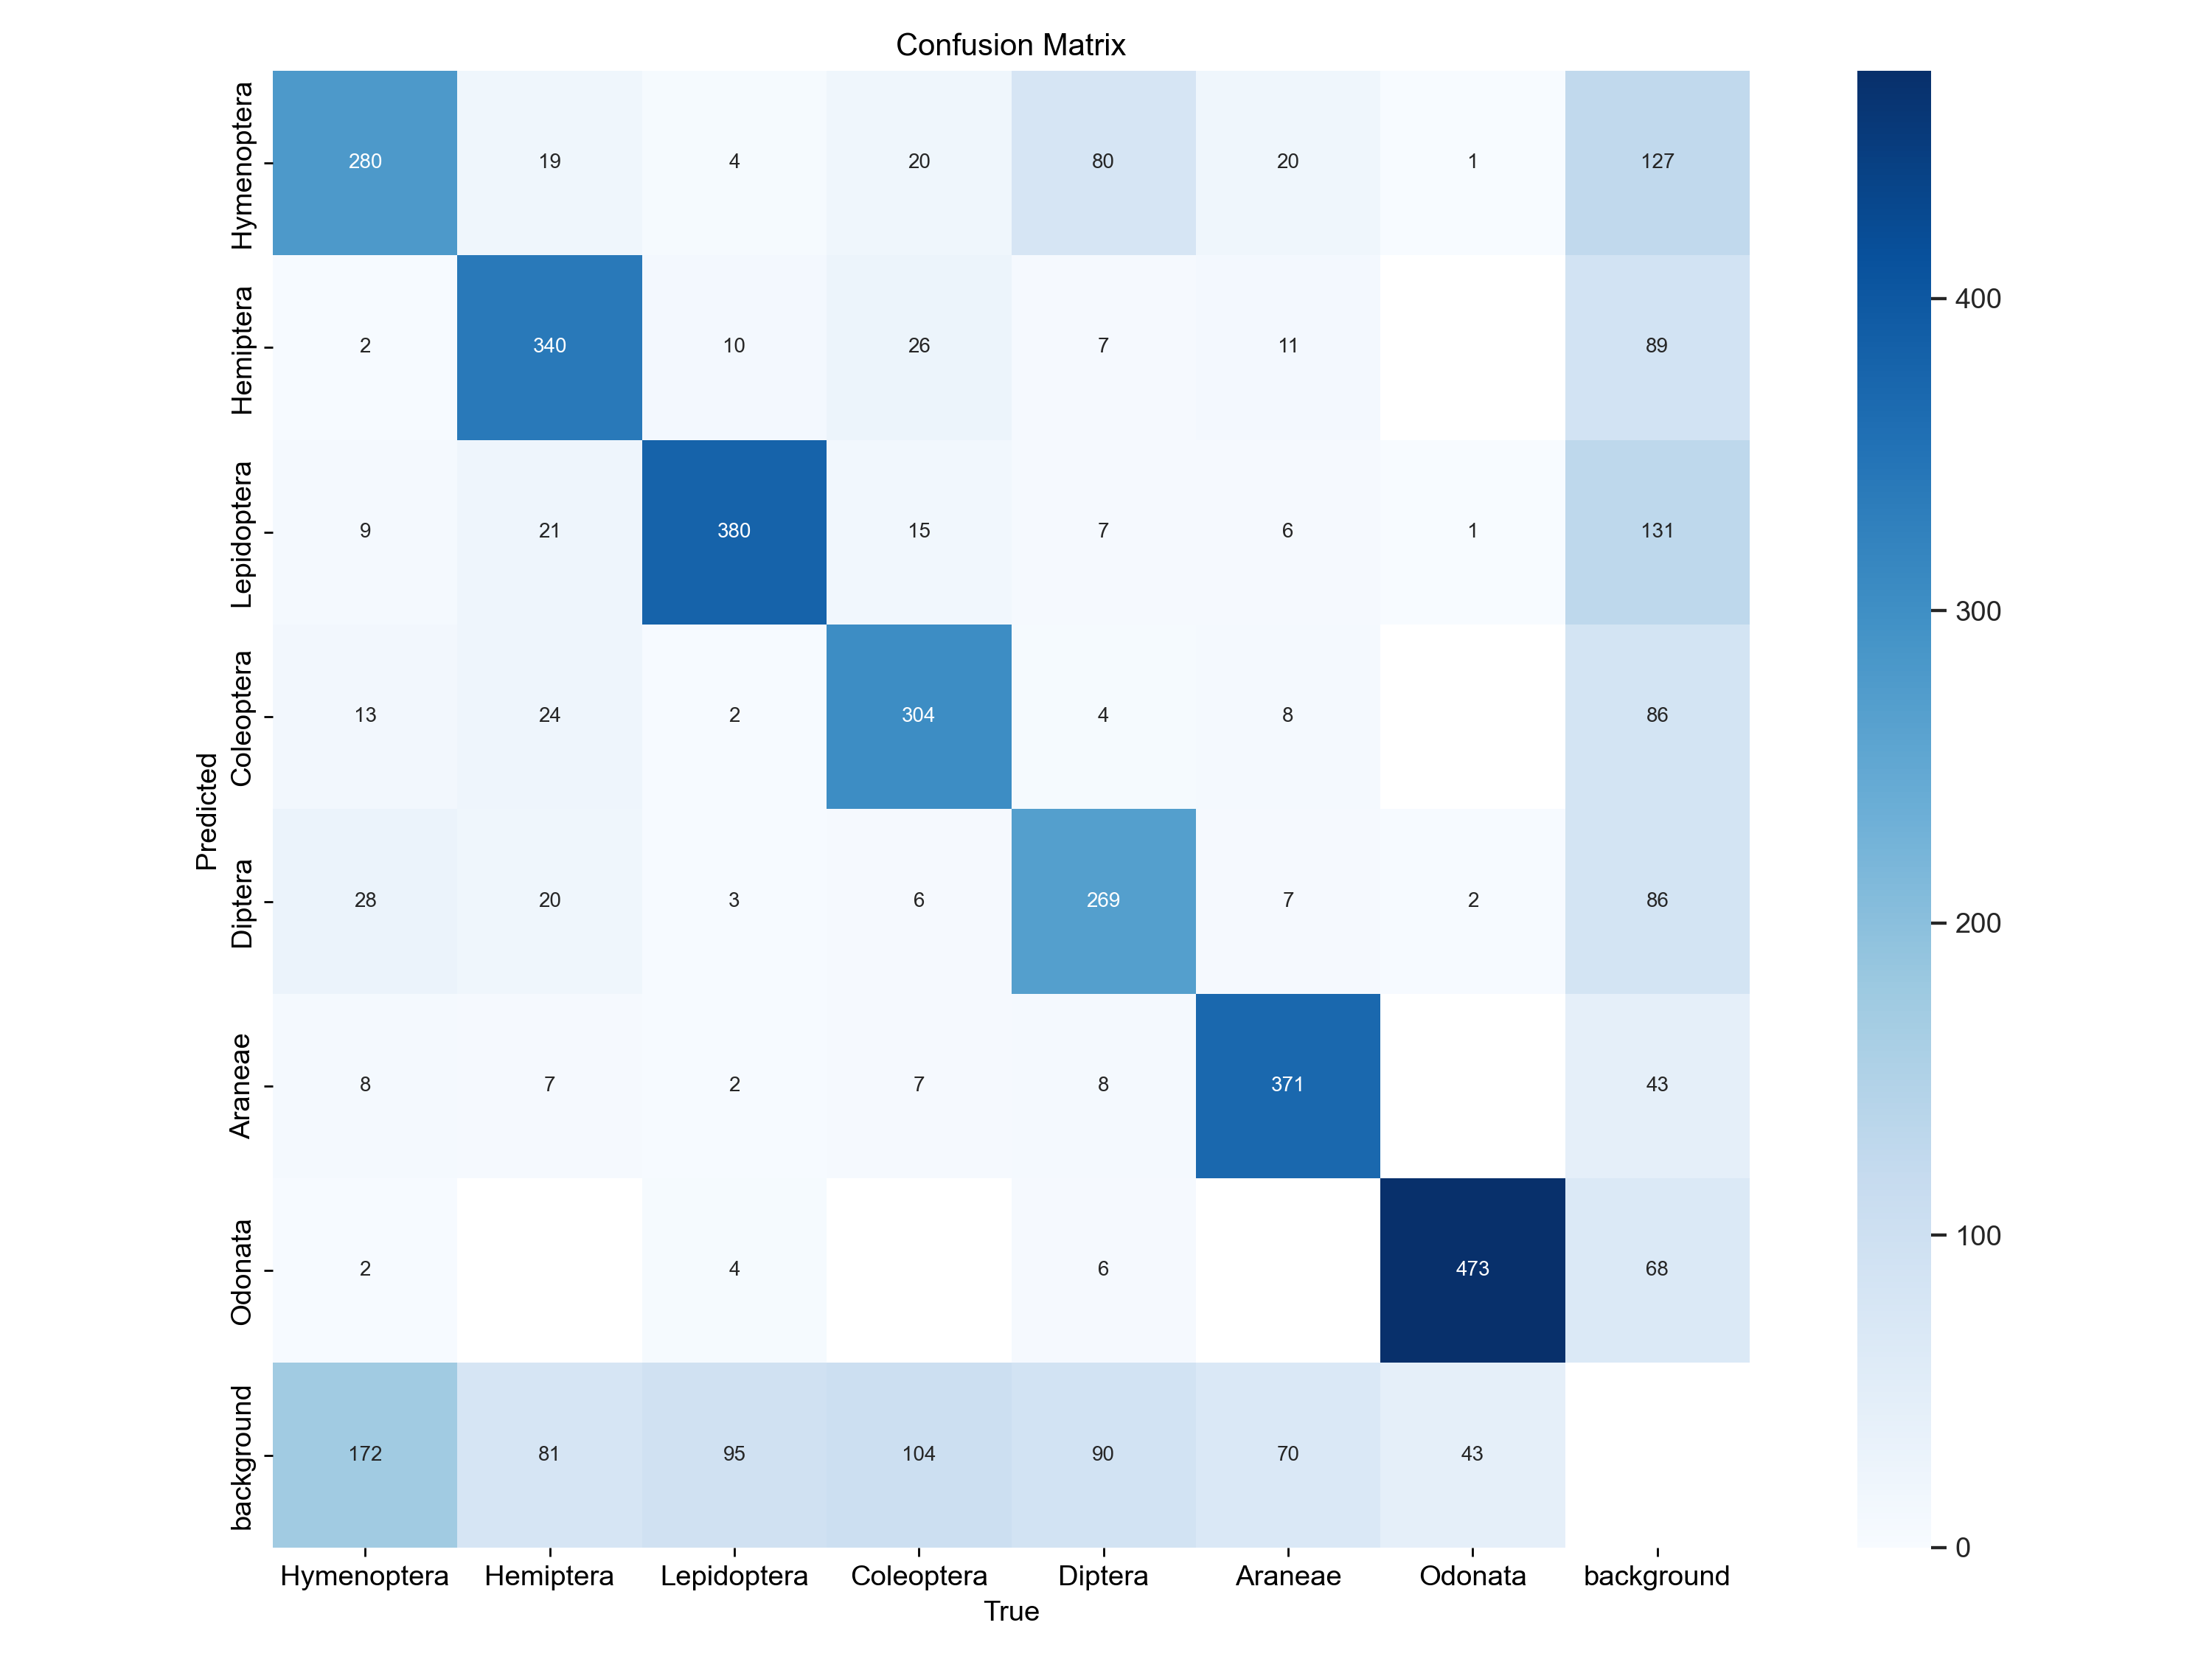 Confusion Matrix
Hymenoptera 280 19 4 20 80 20 1 127
Hemiptera 2 340 10 26 7 11 89
Lepidoptera 9 21 380 15 7 6 1 131
Coleoptera 13 24 2 304 4 8 86
Diptera 28 20 3 6 269 7 2 86
Araneae 8 7 2 7 8 371 43
Odonata 2 4 6 473 68
background 172 81 95 104 90 70 43
Predicted
Hymenoptera Hemiptera Lepidoptera Coleoptera Diptera Araneae Odonata background
True
400
300
200
100
0